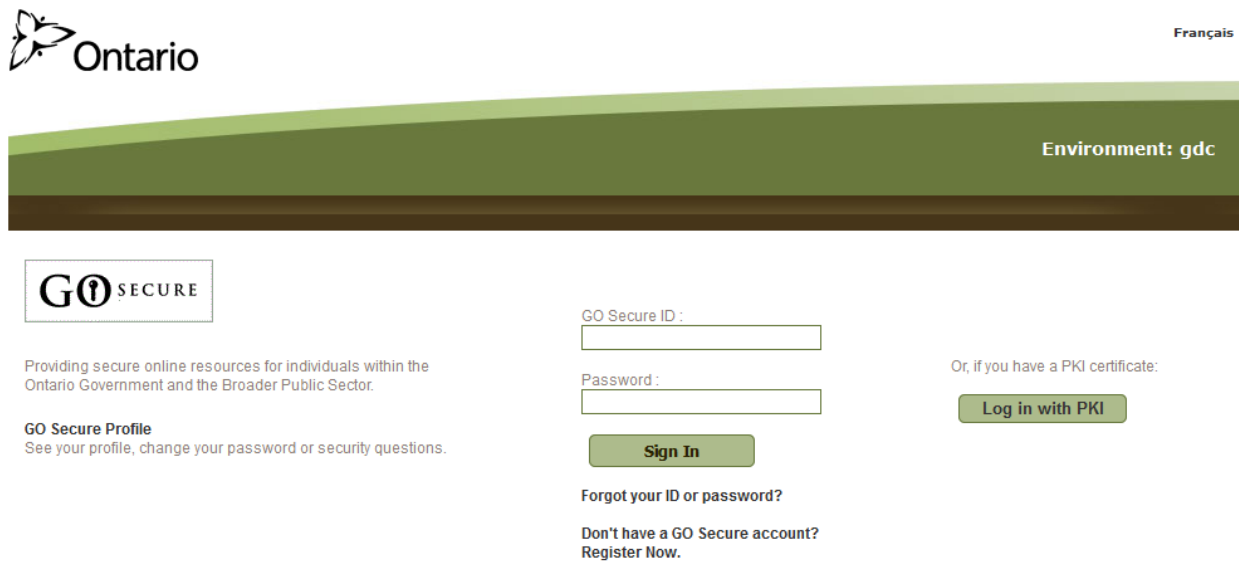 Ontario
Français
Environment: gdc
GO SECURE
Providing secure online resources for individuals within the
Ontario Government and the Broader Public Sector.
GO Secure Profile
See your profile, change your password or security questions.
GO Secure ID :
Password :
Sign In
Forgot your ID or password?
Don't have a GO Secure account?
Register Now.
Or, if you have a PKI certificate:
Log in with PKI